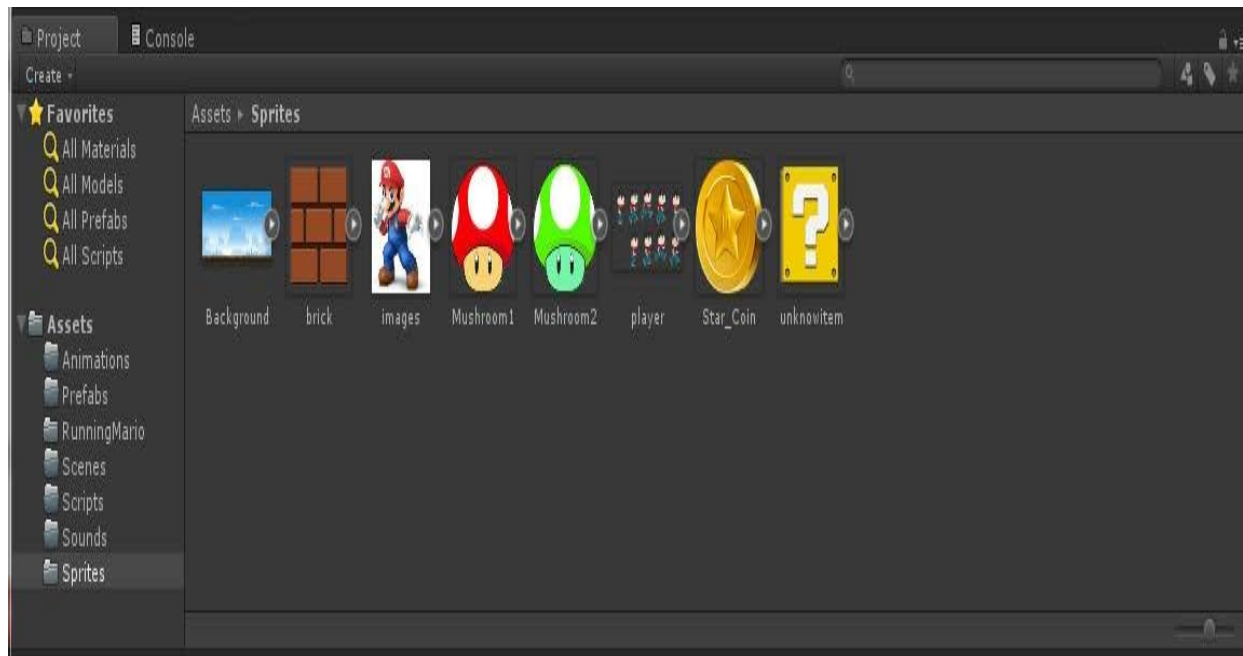 Project Console
Create
Favorites
All Materials
All Models
All Prefabs
All Scripts
Assets
Animations
Prefabs
RunningMario
Scenes
Scripts
Sounds
Sprites
Assets ▸ Sprites
Background brick images Mushroom1 Mushroom2 player Star_Coin unknowitem